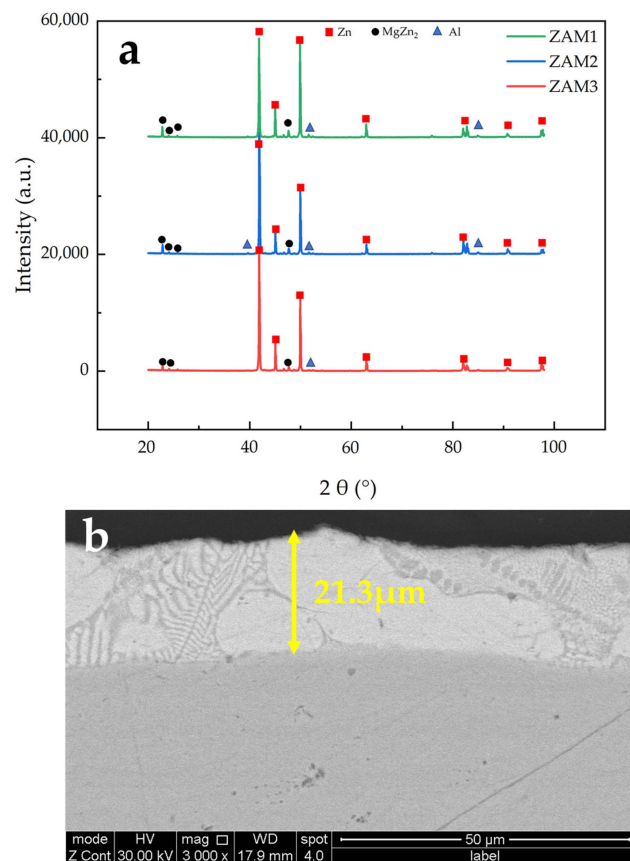 60,000
a
Zn
MgZn₂
Al
ZAM1
ZAM2
ZAM3
40,000
20,000
0
Intensity (a.u.)
20
40
60
80
100
2 θ (°)
b
21.3μm
mode HV mag WD spot 50 μm
Z Cont 30.00 kV 3 000 x 17.9 mm 4.0 label